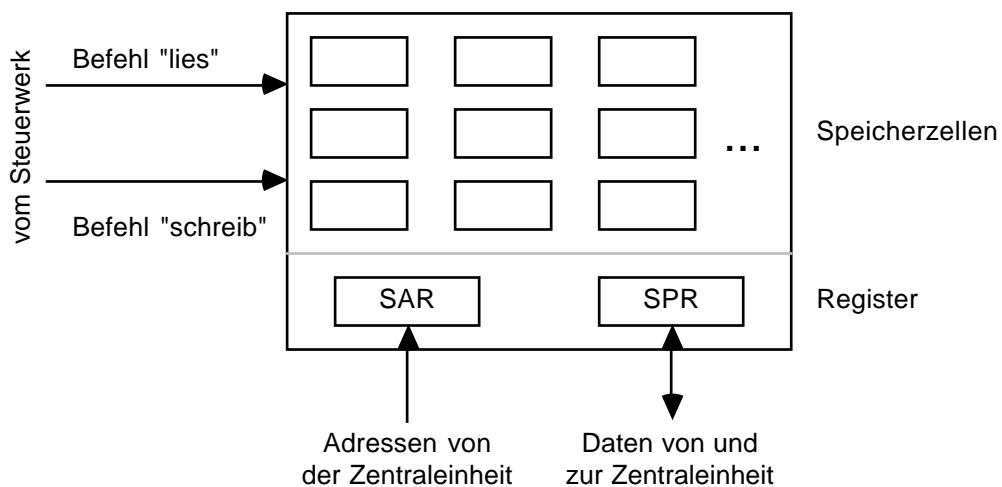 vom Steuerwerk
Befehl "lies"
Befehl "schreib"
...
Speicherzellen
SAR
SPR
Register
Adressen von
der Zentraleinheit
Daten von und
zur Zentraleinheit